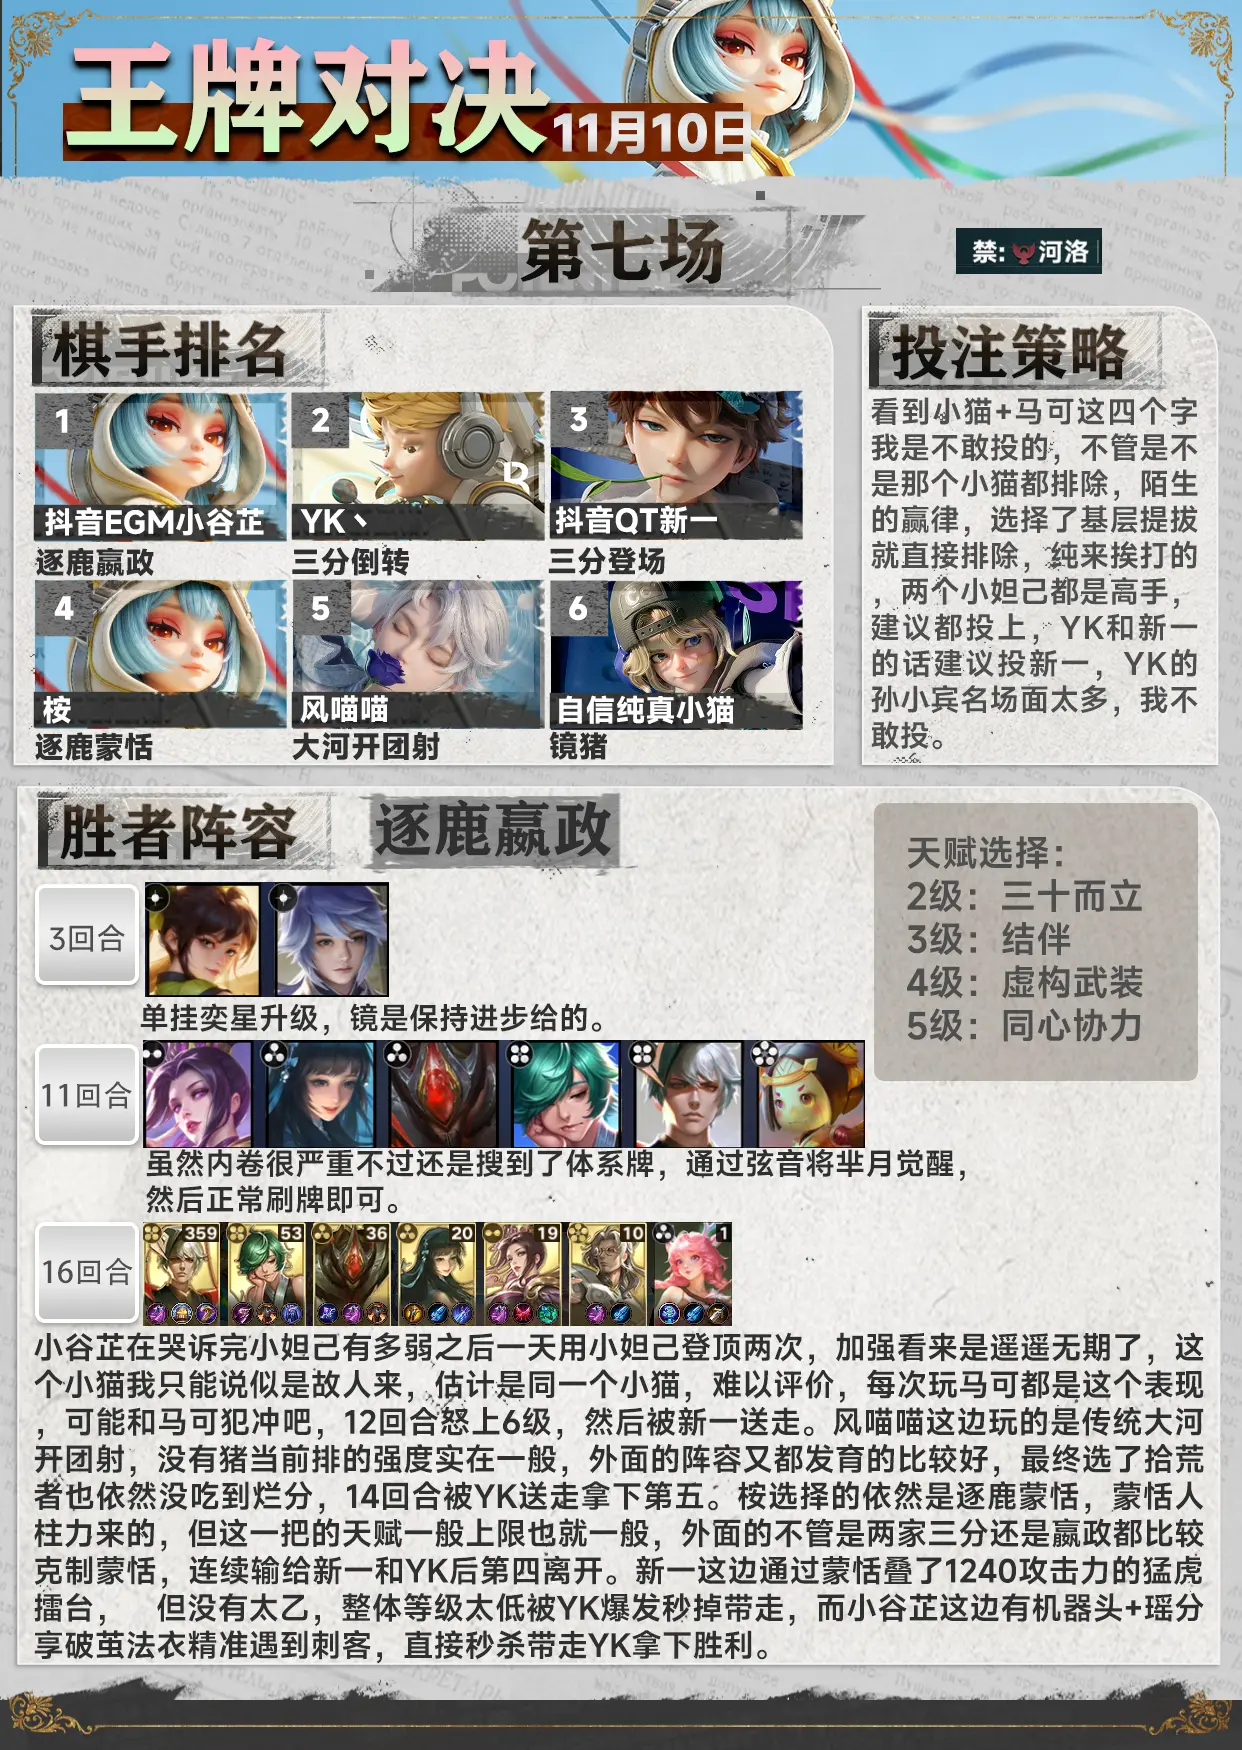 王牌对决
11月10日
第七场
禁:河洛
棋手排名
1
2
3
抖音EGM小谷芷
YK丶
抖音QT新一
逐鹿嬴政
三分倒转
三分登场
4
5
6
桉
风喵喵
自信纯真小猫
逐鹿蒙恬
大河开团射
镜猪
投注策略
看到小猫+马可这四个字
我是不敢投的，不管是不
是那个小猫都排除，陌生
的赢律，选择了基层提拔
就直接排除，纯来挨打的
，两个小妲己都是高手，
建议都投上，YK和新一
的话建议投新一，YK的
孙小宾名场面太多，我不
敢投。
胜者阵容
逐鹿嬴政
天赋选择：
2级：三十而立
3级：结伴
4级：虚构武装
5级：同心协力
3回合
单挂奕星升级，镜是保持进步给的。
11回合
虽然内卷很严重不过还是搜到了体系牌，通过弦音将芈月觉醒，
然后正常刷牌即可。
16回合
359
53
36
20
19
10
1
小谷芷在哭诉完小妲己有多弱之后一天用小妲己登顶两次，加强看来是遥遥无期了，这
个小猫我只能说似是故人来，估计是同一个小猫，难以评价，每次玩马可都是这个表现
，可能和马可犯冲吧，12回合怒上6级，然后被新一送走。风喵喵这边玩的是传统大河
开团射，没有猪当前排的强度实在一般，外面的阵容又都发育的比较好，最终选了拾荒
者也依然没吃到烂分，14回合被YK送走拿下第五。桉选择的依然是逐鹿蒙恬，蒙恬人
柱力来的，但这一把的天赋一般上限也就一般，外面的不管是两家三分还是嬴政都比较
克制蒙恬，连续输给新一和YK后第四离开。新一这边通过蒙恬叠了1240攻击力的猛虎
擂台，　但没有太乙，整体等级太低被YK爆发秒掉带走，而小谷芷这边有机器头+瑶分
享破茧法衣精准遇到刺客，直接秒杀带走YK拿下胜利。